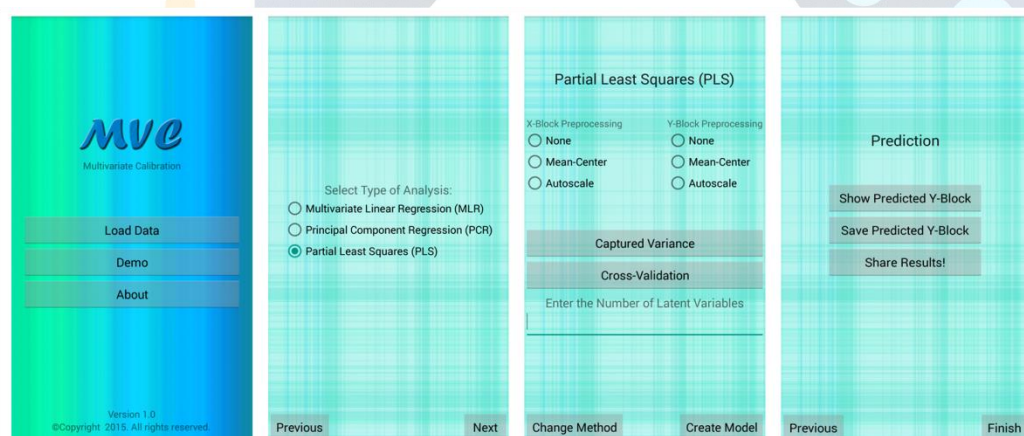 MVC
Multivariate Calibration
Load Data
Demo
About
Version 1.0
©Copyright 2015. All rights reserved.
Select Type of Analysis:
Multivariate Linear Regression (MLR)
Principal Component Regression (PCR)
Partial Least Squares (PLS)
Previous
Next
Partial Least Squares (PLS)
X-Block Preprocessing
None
Mean-Center
Autoscale
Y-Block Preprocessing
None
Mean-Center
Autoscale
Captured Variance
Cross-Validation
Enter the Number of Latent Variables
Change Method
Create Model
Prediction
Show Predicted Y-Block
Save Predicted Y-Block
Share Results!
Previous
Finish